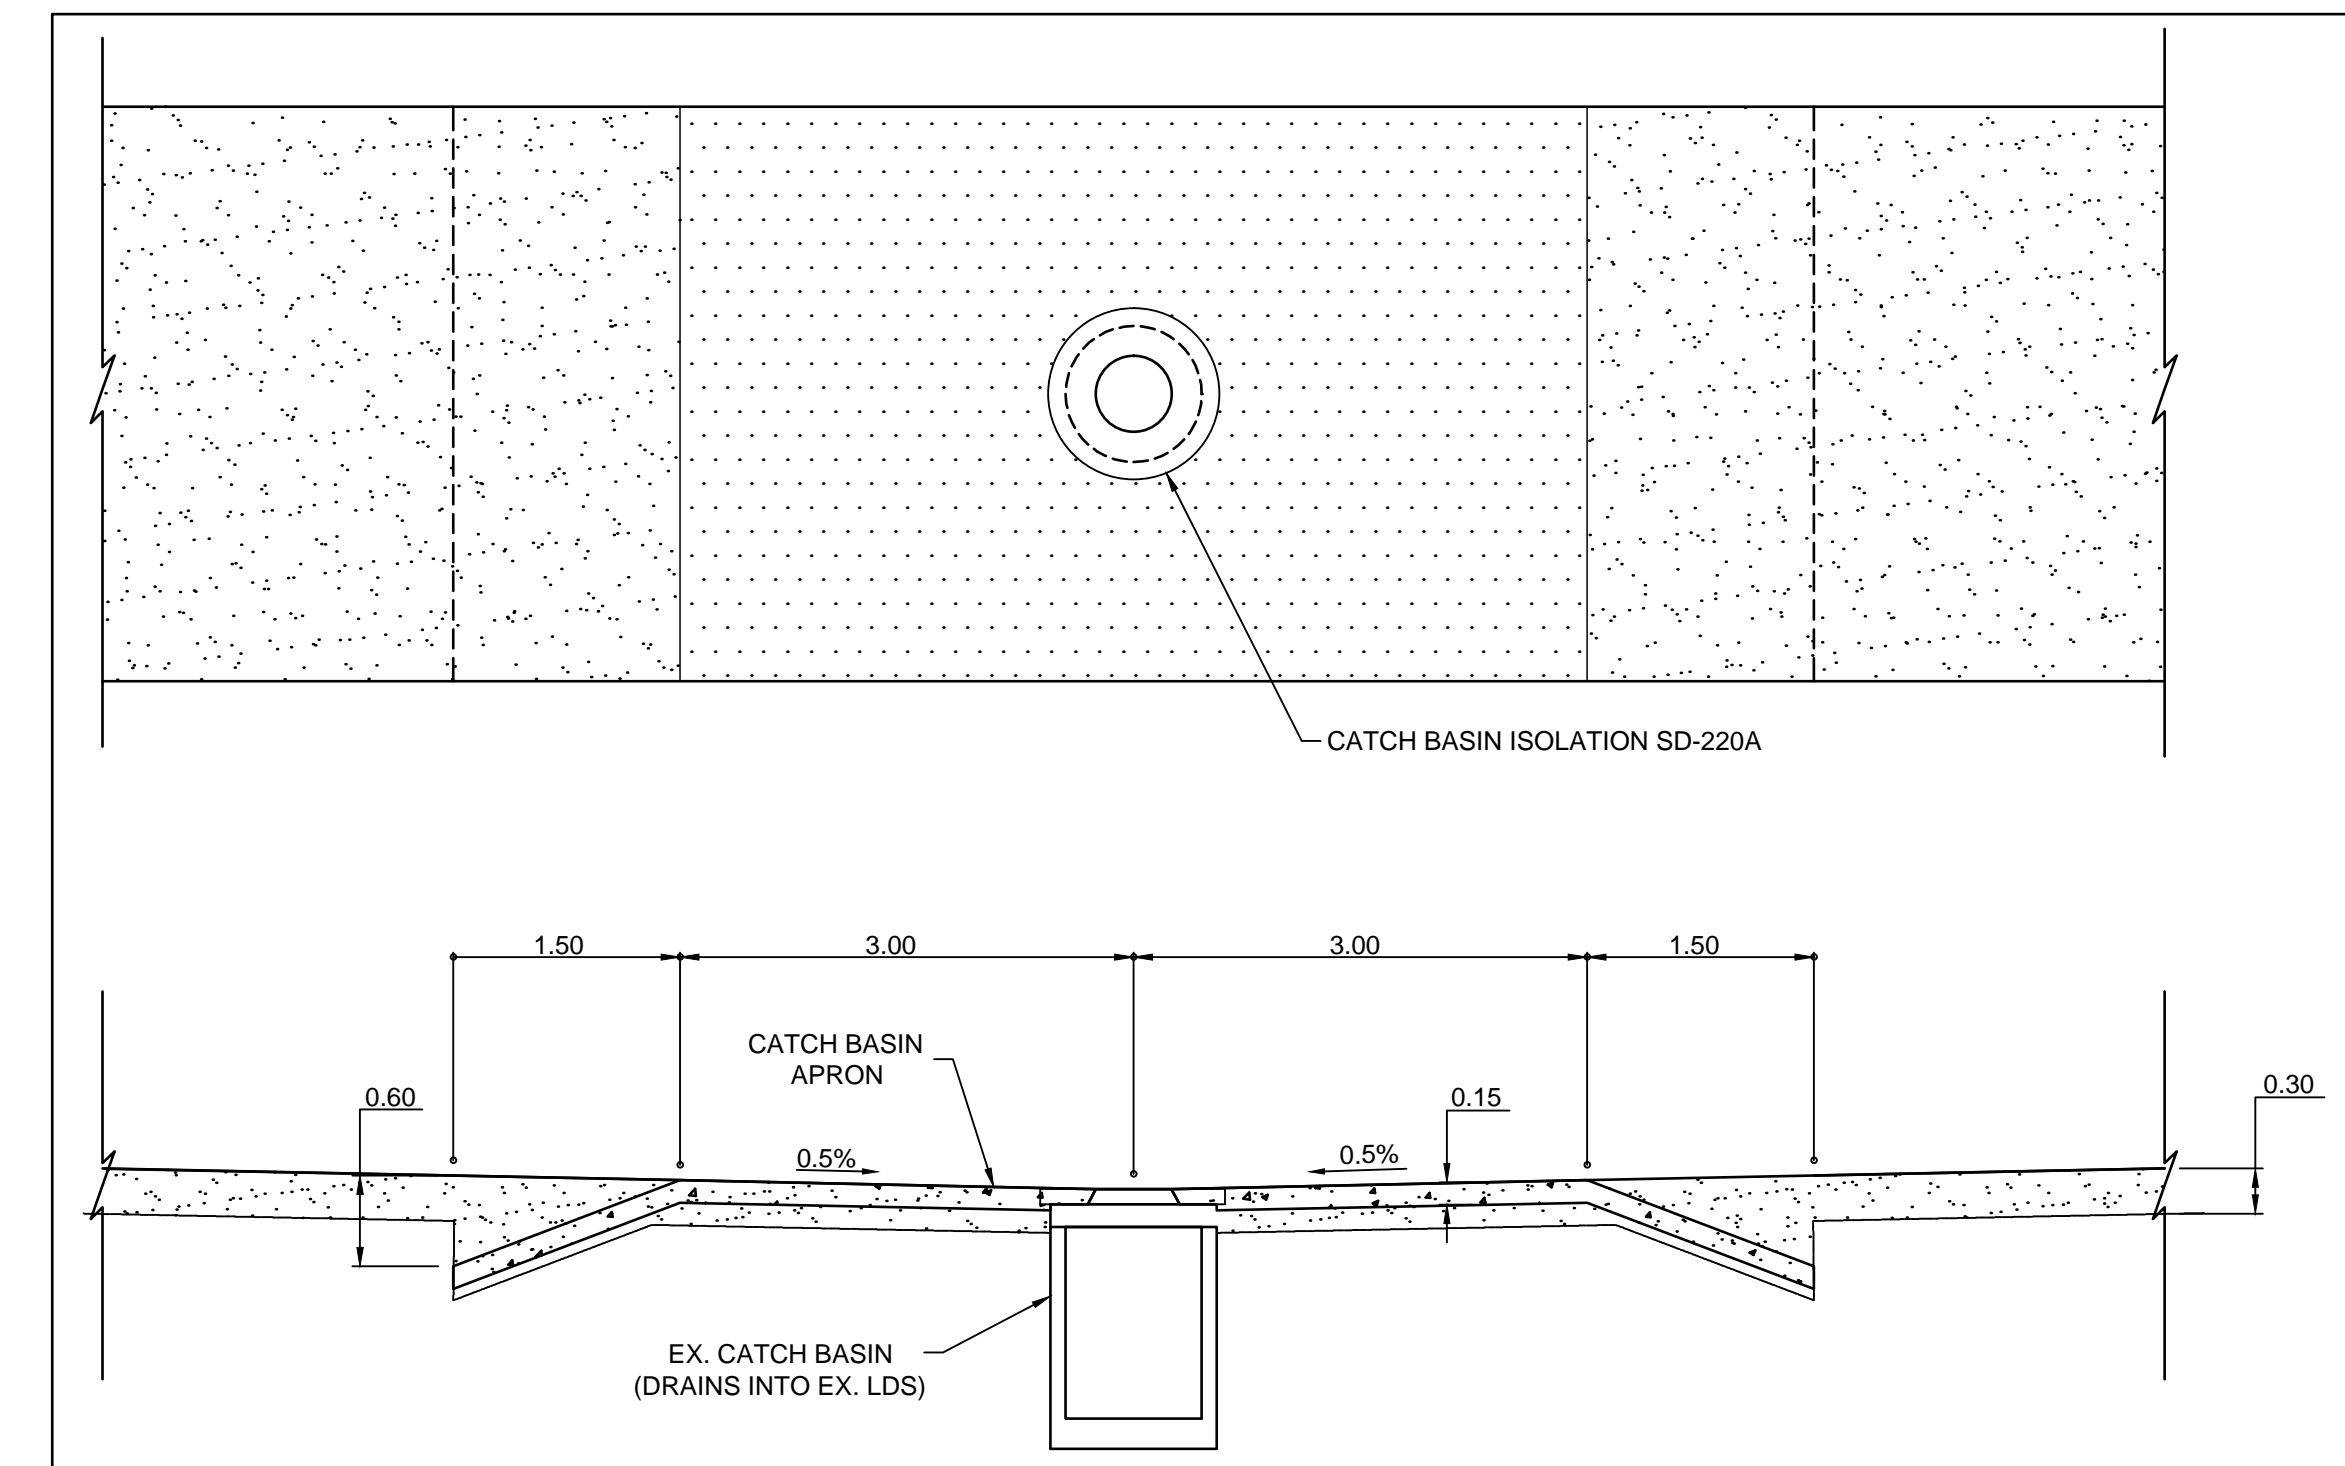 CATCH BASIN ISOLATION SD-220A
1.50
3.00
3.00
1.50
CATCH BASIN
APRON
0.60
0.15
0.30
0.5%
0.5%
EX. CATCH BASIN
(DRAINS INTO EX. LDS)